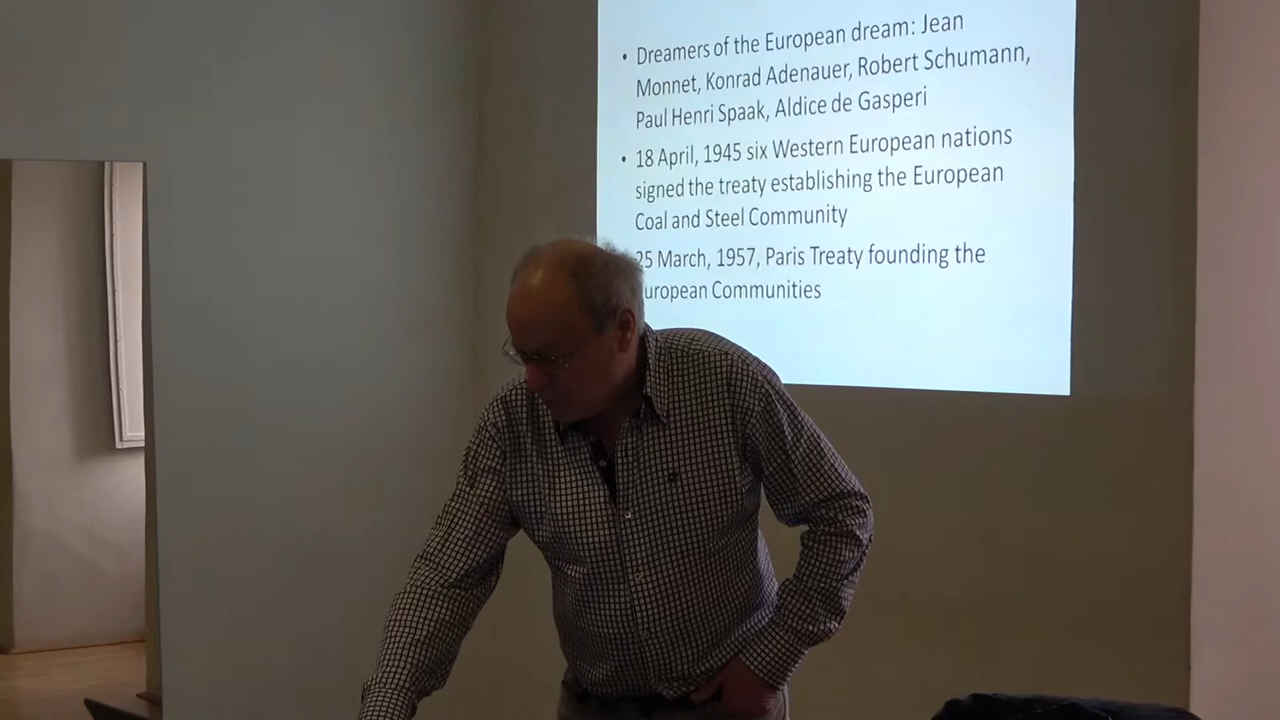 • Dreamers of the European dream: Jean
Monnet, Konrad Adenauer, Robert Schumann,
Paul Henri Spaak, Aldice de Gasperi
• 18 April, 1945 six Western European nations
signed the treaty establishing the European
Coal and Steel Community
25 March, 1957, Paris Treaty founding the
uropean Communities